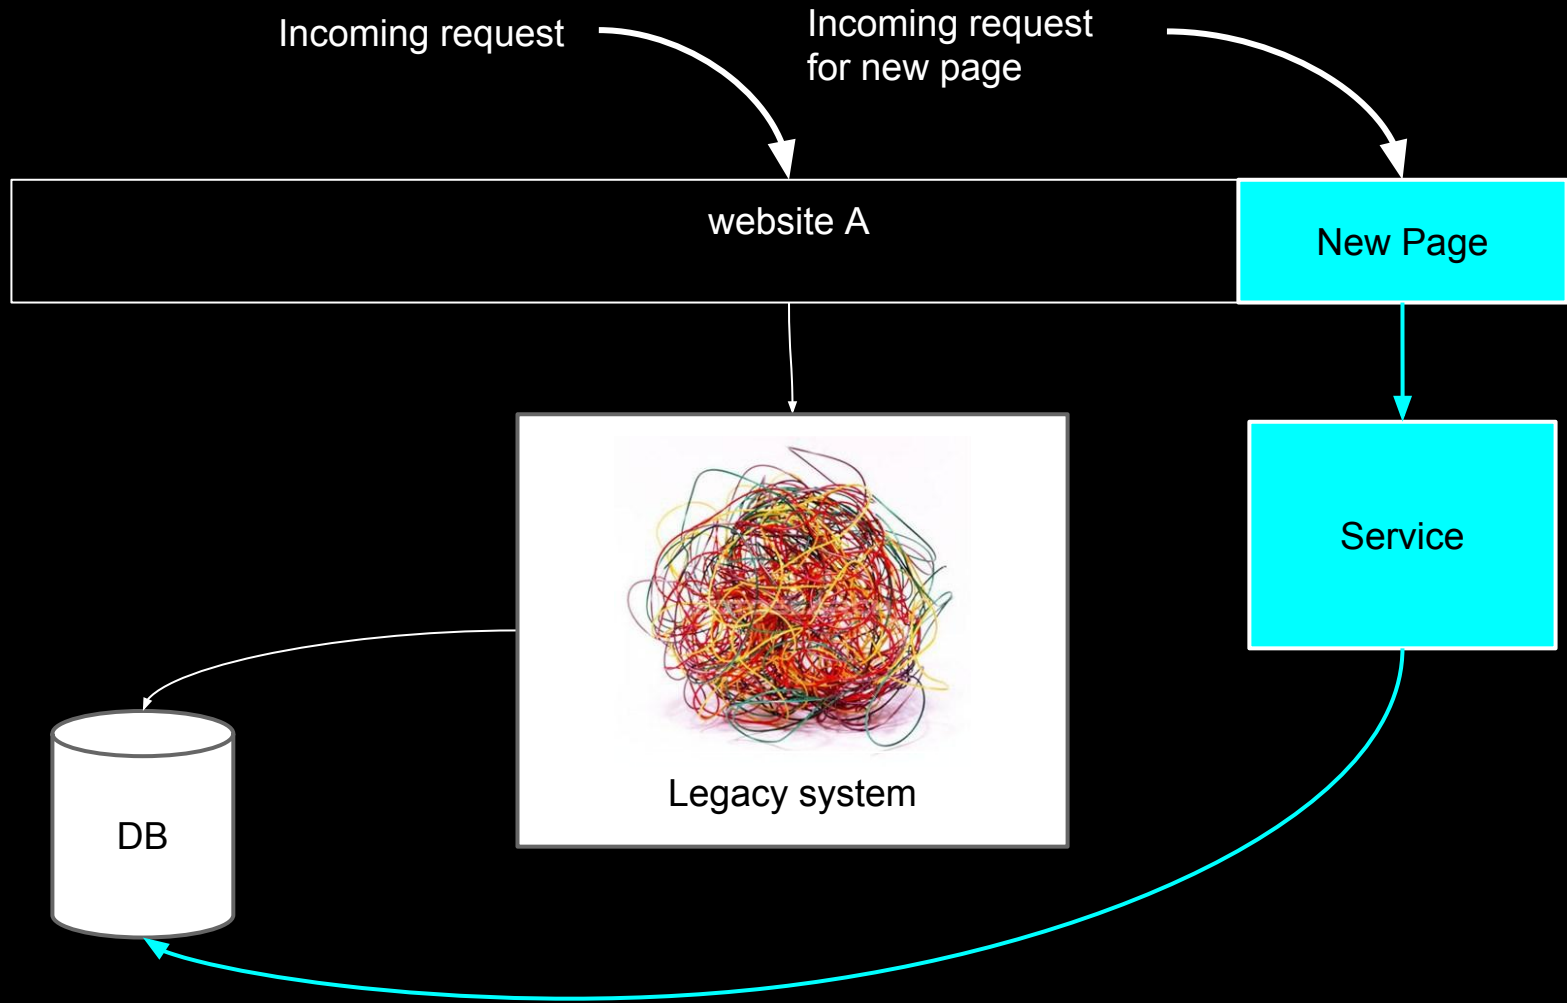 Incoming request
Incoming request
for new page
website A
New Page
Service
Legacy system
DB